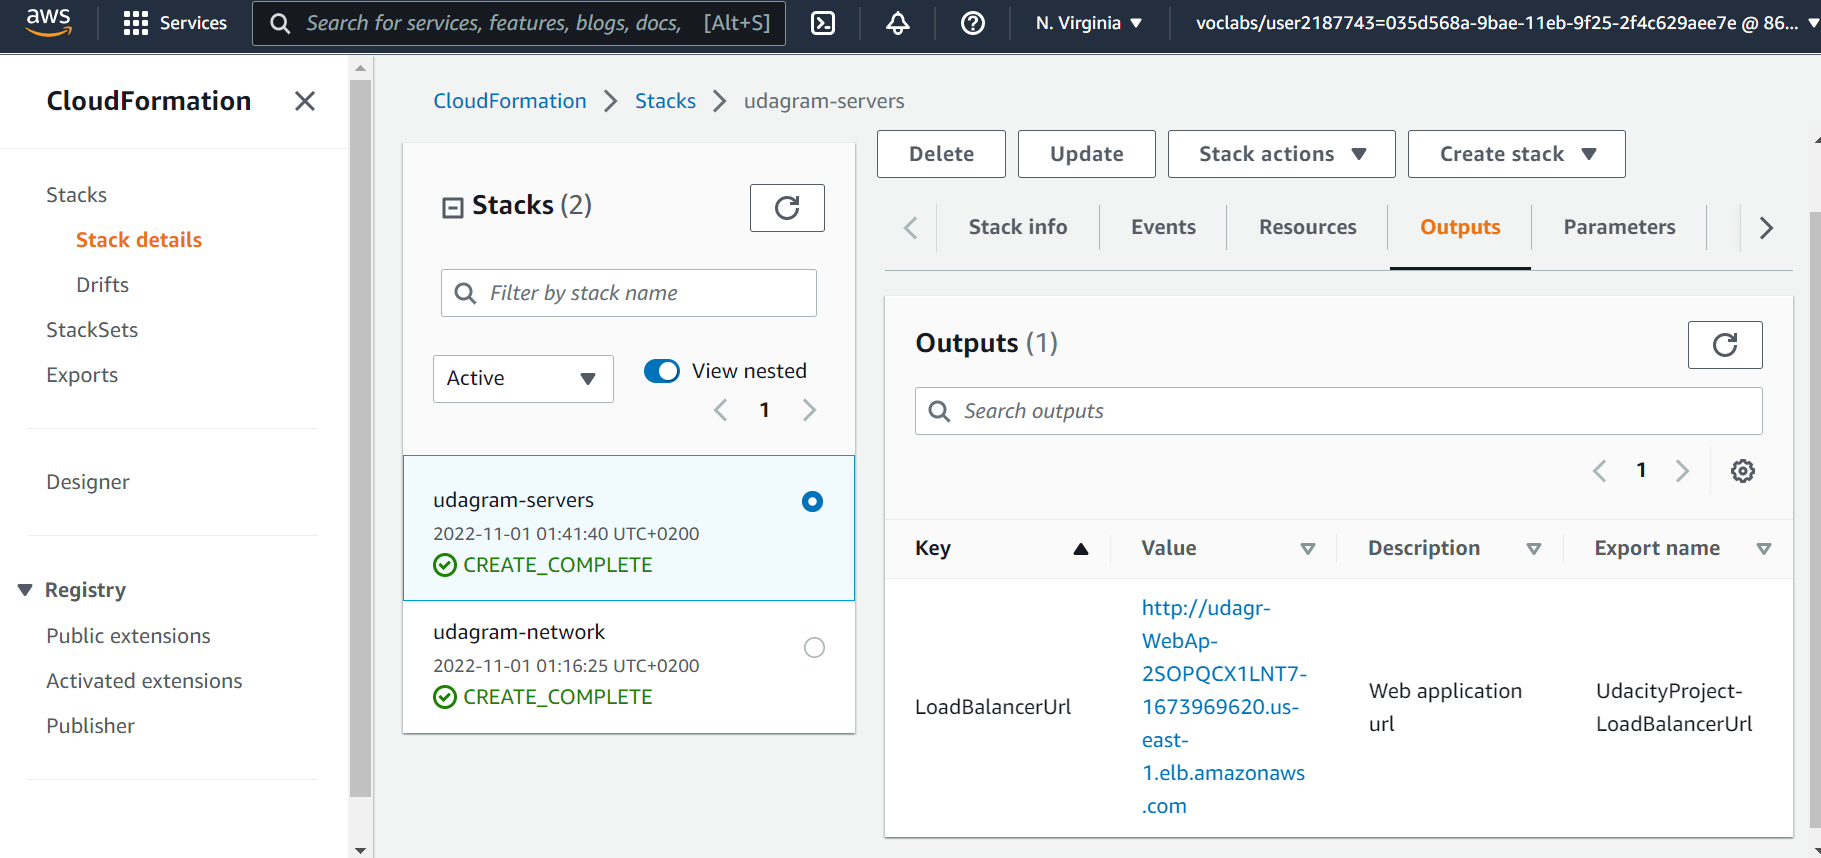 aws
Services
Search for services, features, blogs, docs, [Alt+S]
N. Virginia
voclabs/user2187743=035d568a-9bae-11eb-9f25-2f4c629aee7e @ 86...
CloudFormation
Stacks
Stack details
Drifts
StackSets
Exports
Designer
Registry
Public extensions
Activated extensions
Publisher
CloudFormation
Stacks
udagram-servers
Stacks (2)
Filter by stack name
Active
View nested
1
udagram-servers
2022-11-01 01:41:40 UTC+0200
CREATE_COMPLETE
udagram-network
2022-11-01 01:16:25 UTC+0200
CREATE_COMPLETE
Delete
Update
Stack actions
Create stack
Stack info
Events
Resources
Outputs
Parameters
Outputs (1)
Search outputs
1
Key
Value
Description
Export name
LoadBalancerUrl
http://udagr-
WebAp-
2SOPQCX1LNT7-
1673969620.us-
east-
1.elb.amazonaws
.com
Web application
url
UdacityProject-
LoadBalancerUrl